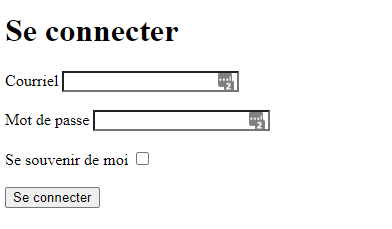 Se connecter
Courriel
Mot de passe
Se souvenir de moi
Se connecter